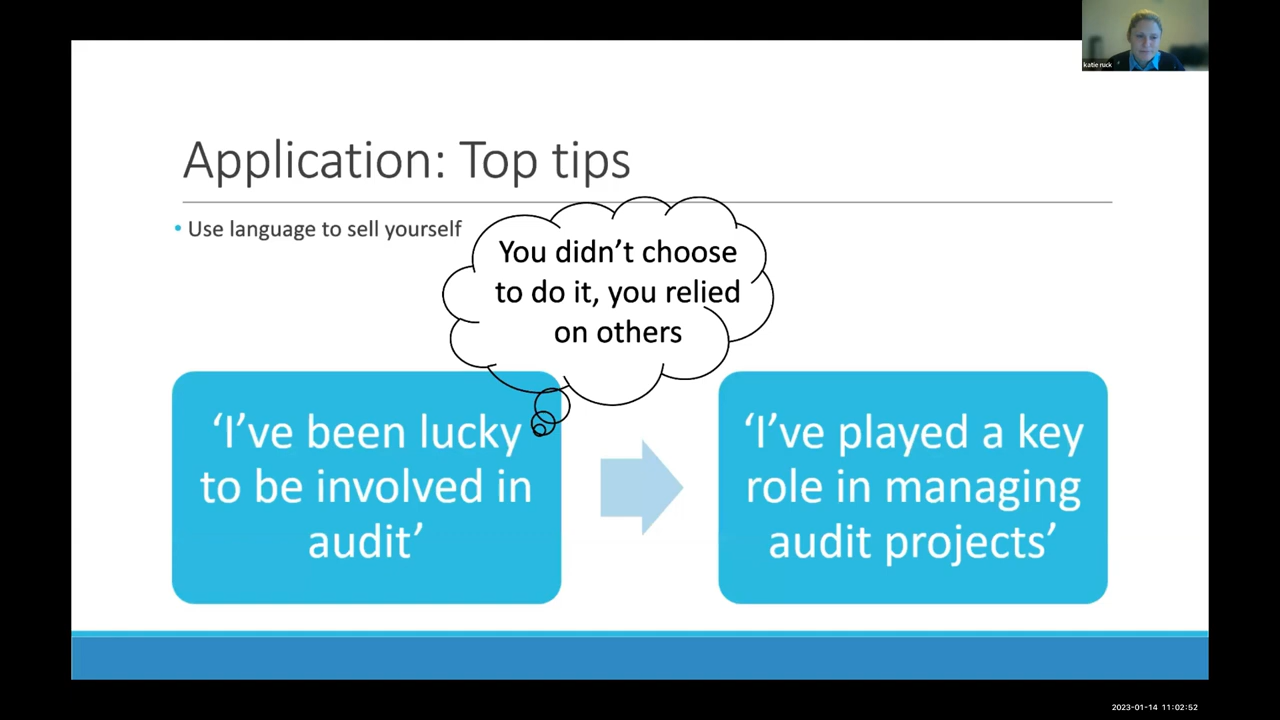 katie ruck
Application: Top tips
• Use language to sell yourself
You didn’t choose
to do it, you relied
on others
‘I’ve been lucky
to be involved in
audit’
‘I’ve played a key
role in managing
audit projects’
2023-01-14 11:02:52